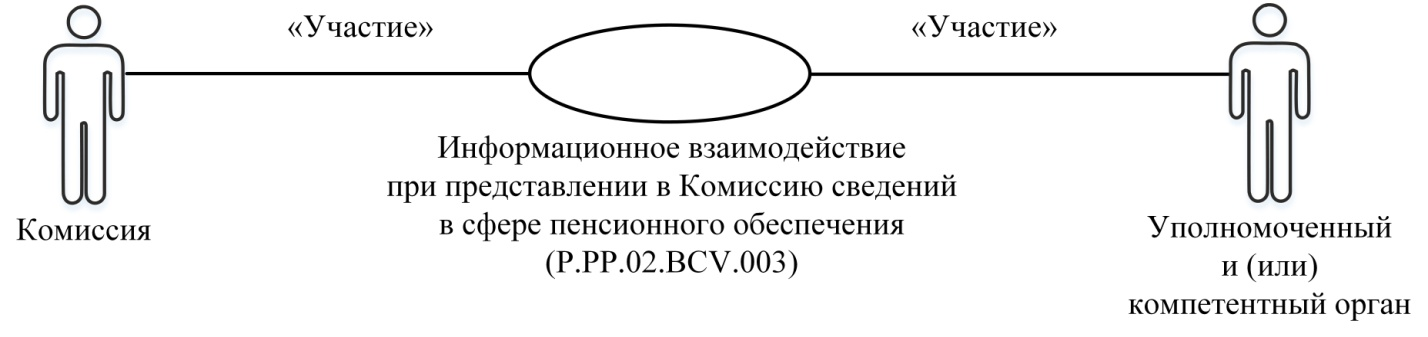 «Участие»
«Участие»
Информационное взаимодействие
при представлении в Комиссию сведений
в сфере пенсионного обеспечения
(P.PP.02.BCV.003)
Комиссия
Уполномоченный
и (или)
компетентный орган